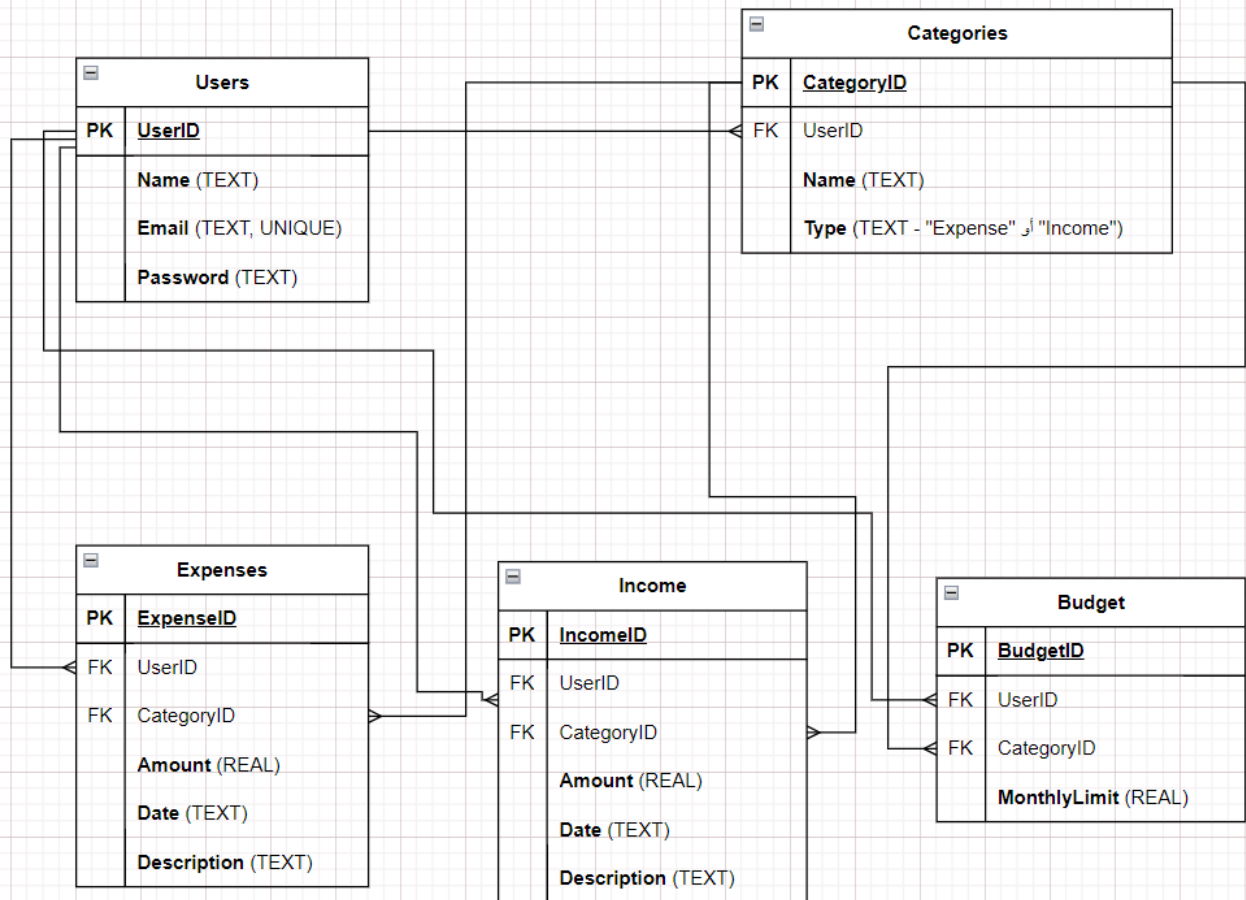 Users
PK UserID
Name (TEXT)
Email (TEXT, UNIQUE)
Password (TEXT)
Categories
PK CategoryID
FK UserID
Name (TEXT)
Type (TEXT - "Expense" أو "Income")
Expenses
PK ExpenseID
FK UserID
FK CategoryID
Amount (REAL)
Date (TEXT)
Description (TEXT)
Income
PK IncomeID
FK UserID
FK CategoryID
Amount (REAL)
Date (TEXT)
Description (TEXT)
Budget
PK BudgetID
FK UserID
FK CategoryID
MonthlyLimit (REAL)